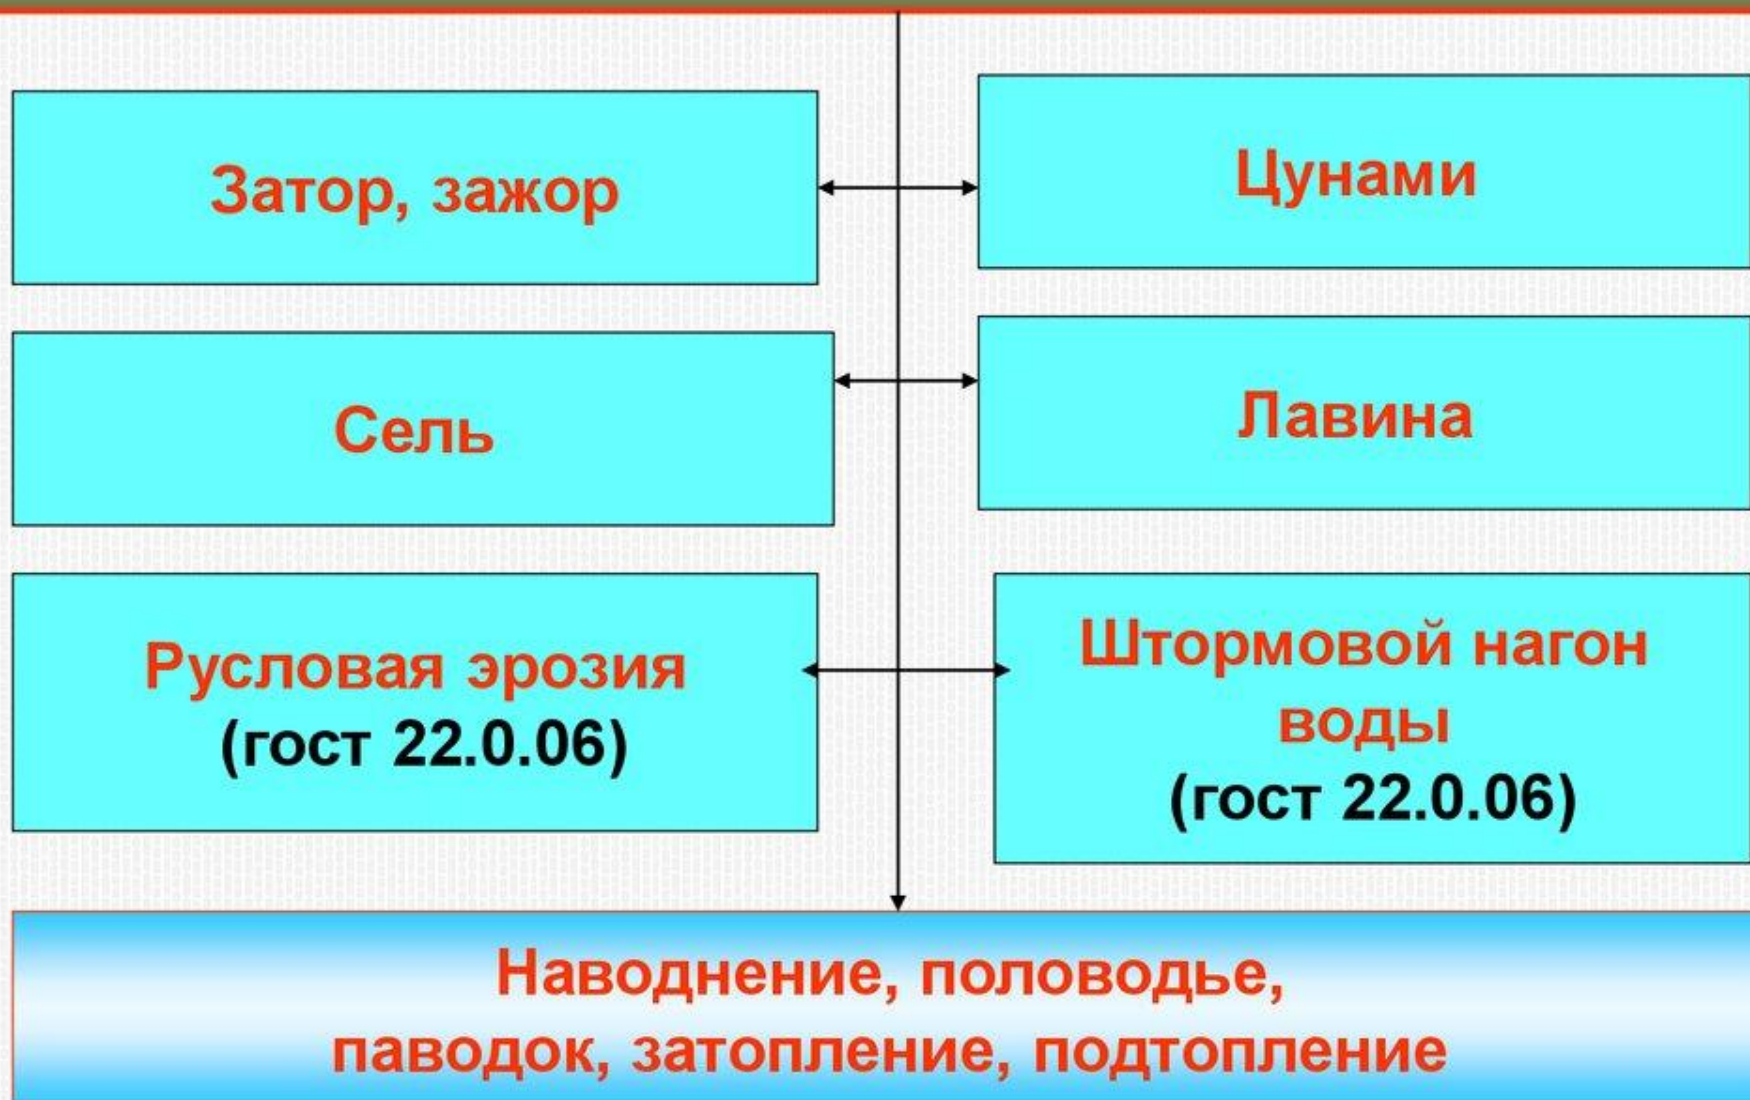 Затор, зажор
Цунами
Сель
Лавина
Русловая эрозия
(гост 22.0.06)
Штормовой нагон
воды
(гост 22.0.06)
Наводнение, половодье,
паводок, затопление, подтопление